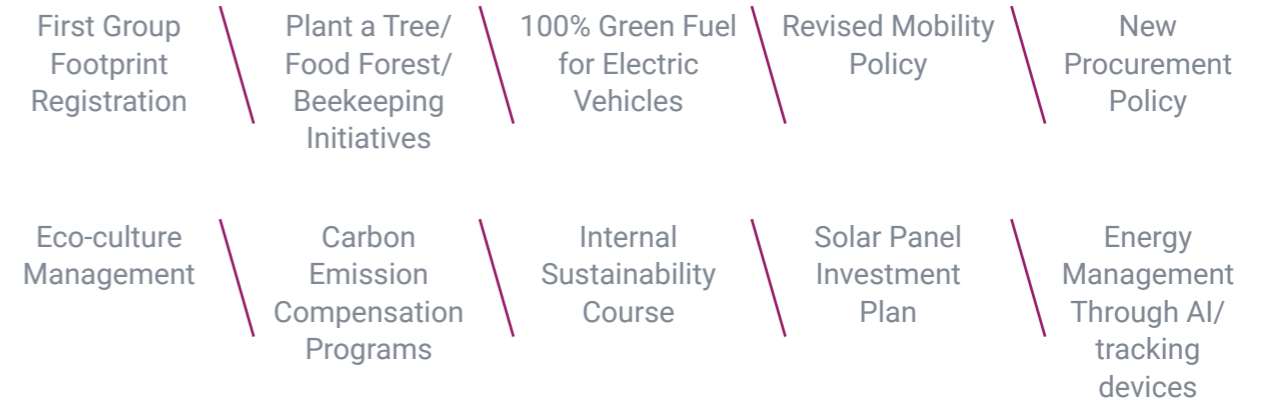 First Group
Footprint
Registration
Plant a Tree/
Food Forest/
Beekeeping
Initiatives
100% Green Fuel
for Electric
Vehicles
Revised Mobility
Policy
New
Procurement
Policy
Eco-culture
Management
Carbon
Emission
Compensation
Programs
Internal
Sustainability
Course
Solar Panel
Investment
Plan
Energy
Management
Through AI/
tracking
devices